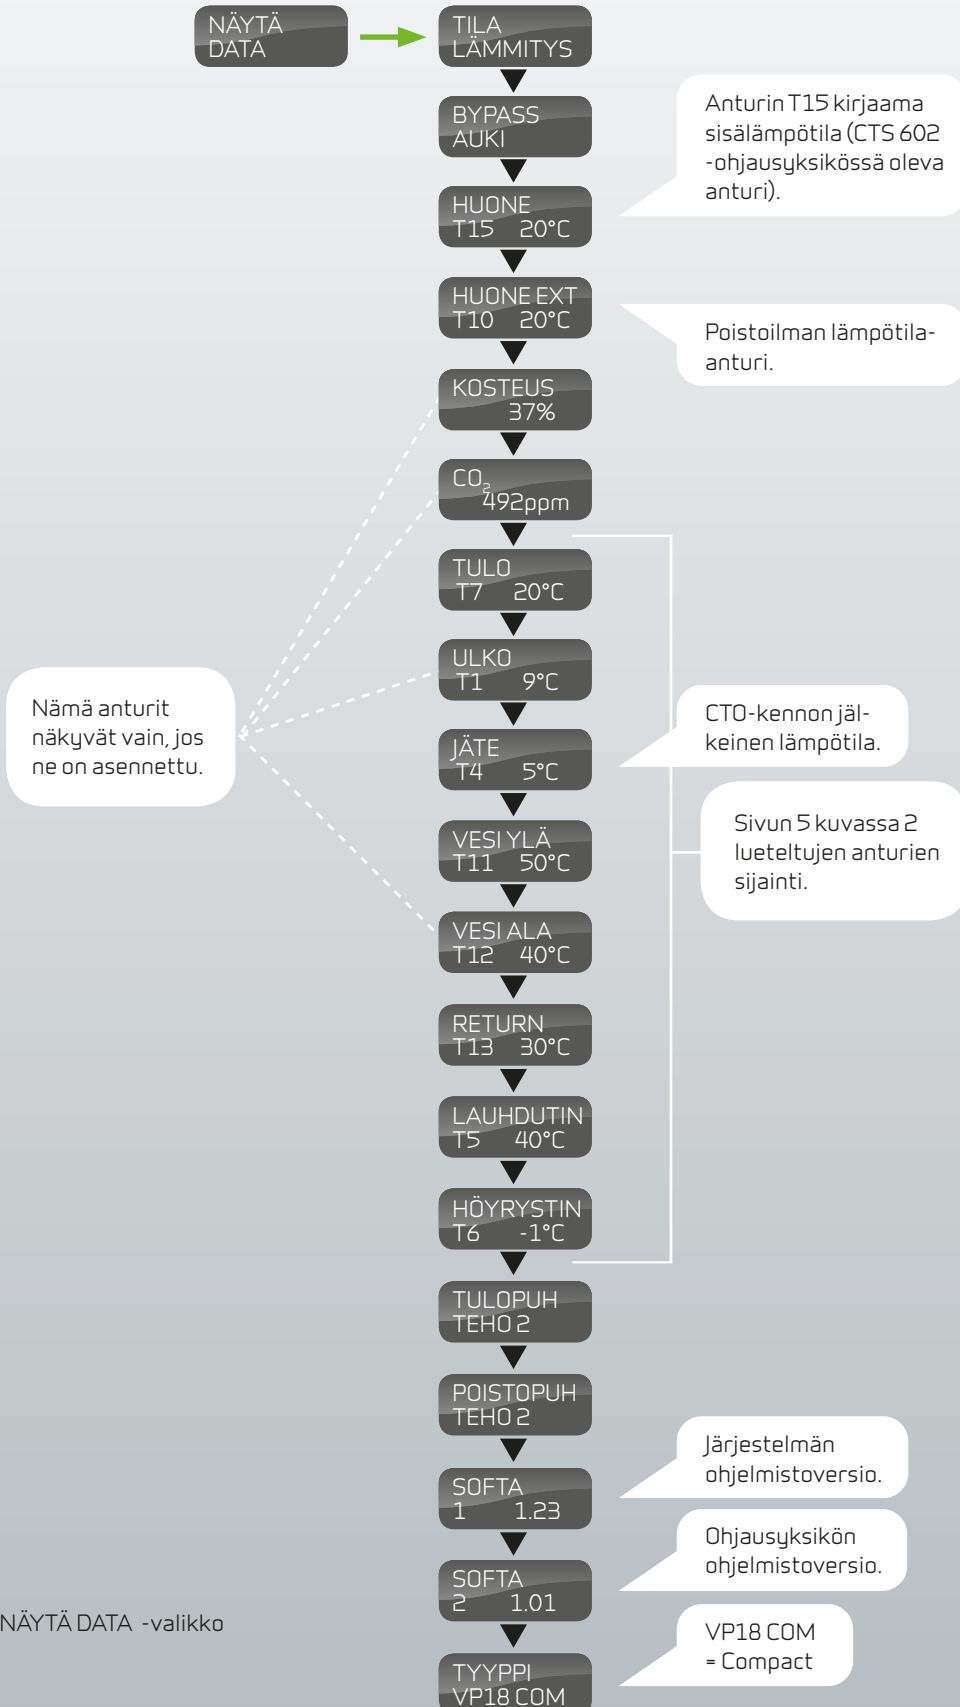 NÄYTÄ
DATA
TILA
LÄMMITYS
BYPASS
AUKI
Anturin T15 kirjaama
sisälämpötila (CTS 602
-ohjausyksikössä oleva
anturi).
HUONE
T15 20°C
HUONE EXT
T10 20°C
Poistoilman lämpötila-
anturi.
KOSTEUS
37%
CO₂
492ppm
TULO
T7 20°C
ULKO
T1 9°C
Nämä anturit
näkyvät vain, jos
ne on asennettu.
CTO-kennon jäl-
keinen lämpötila.
JÄTE
T4 5°C
Sivun 5 kuvassa 2
lueteltujen anturien
sijainti.
VESI YLÄ
T11 50°C
VESI ALA
T12 40°C
RETURN
T13 30°C
LAUHDUTIN
T5 40°C
HÖYRYSTIN
T6 -1°C
TULOPUH
TEHO 2
POISTOPUH
TEHO 2
Järjestelmän
ohjelmistoversio.
SOFTA
1 1.23
Ohjausyksikön
ohjelmistoversio.
SOFTA
2 1.01
NÄYTÄ DATA -valikko
VP18 COM
= Compact
TYYPPI
VP18 COM